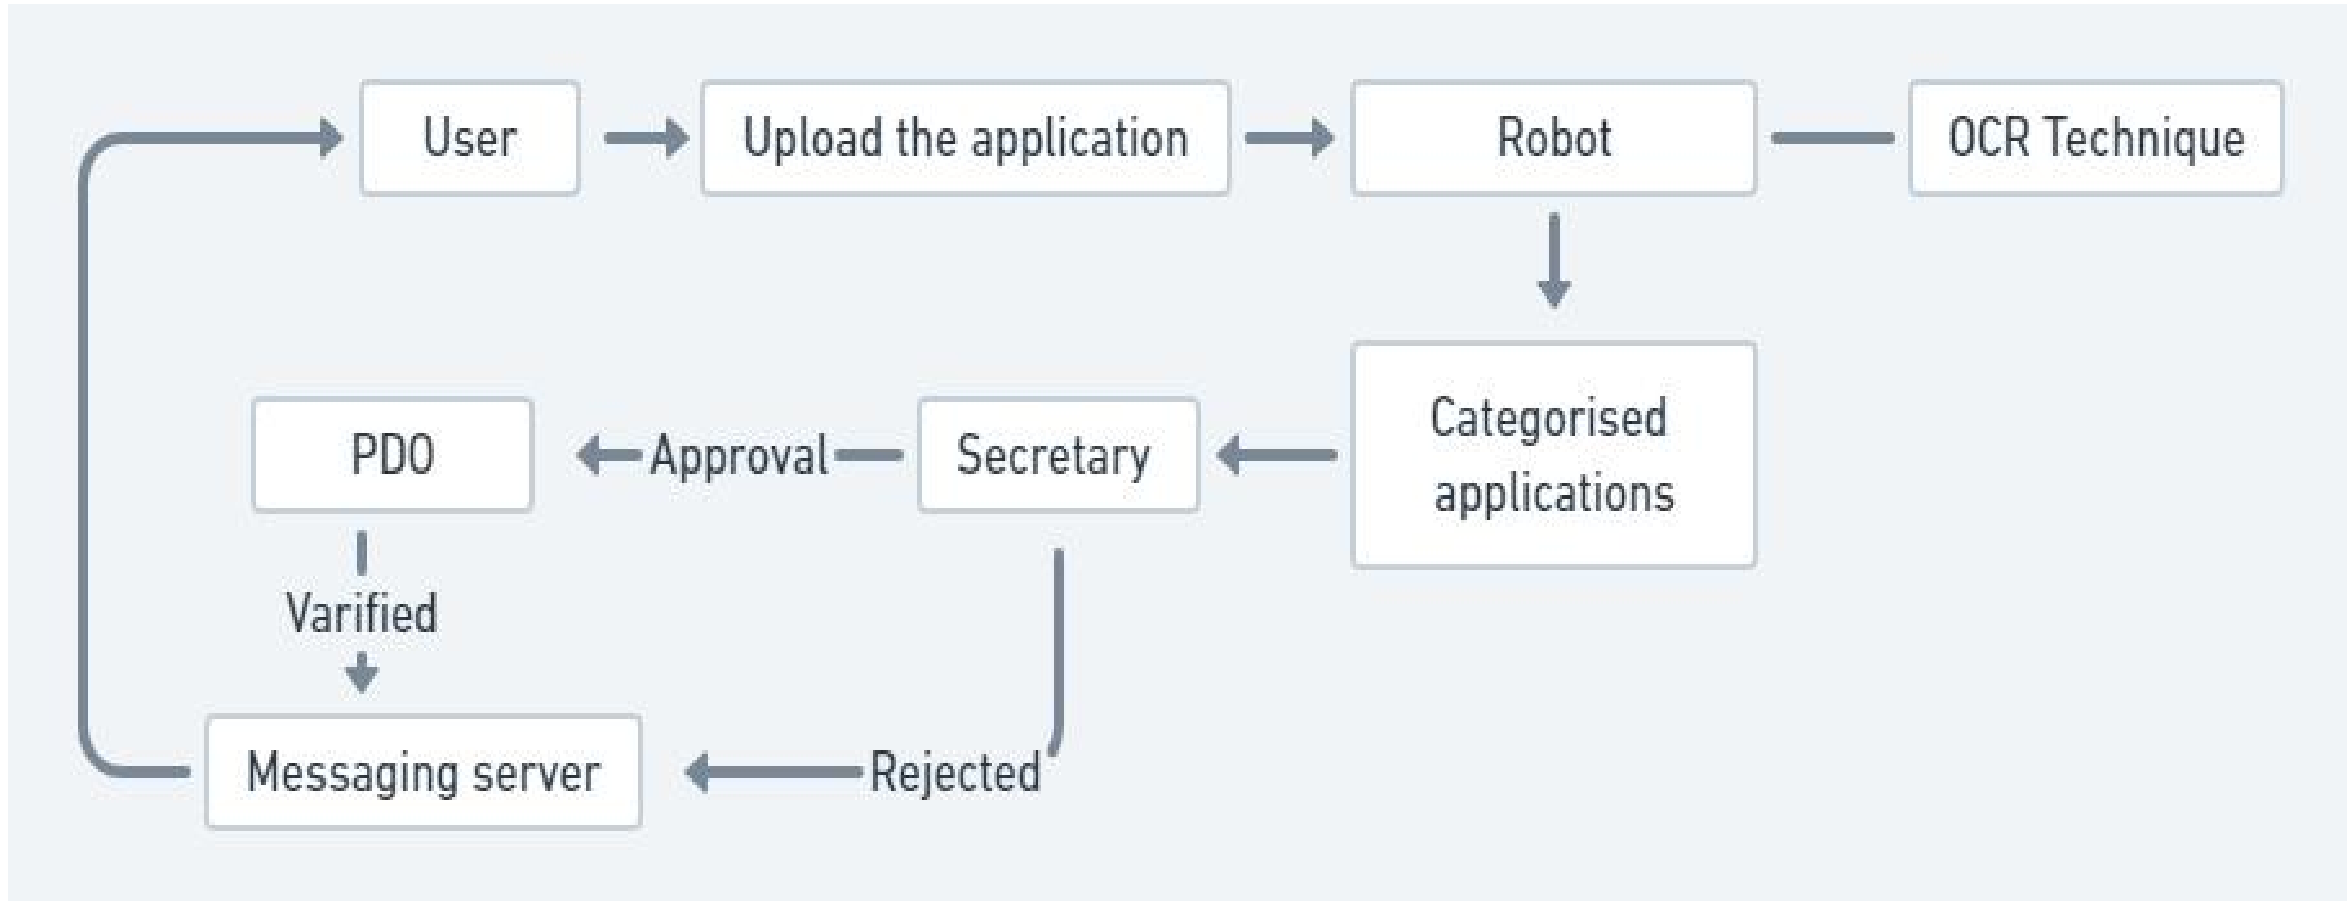 User
Upload the application
Robot
OCR Technique
Categorised
applications
Secretary
Approval
PDO
Varified
Rejected
Messaging server